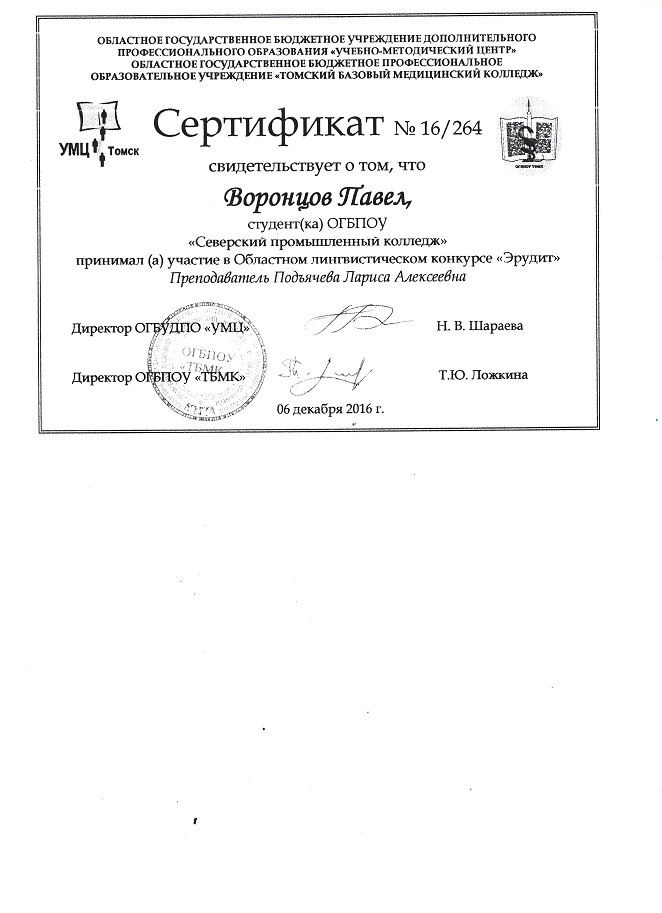 ОБЛАСТНОЕ ГОСУДАРСТВЕННОЕ БЮДЖЕТНОЕ УЧРЕЖДЕНИЕ ДОПОЛНИТЕЛЬНОГО
ПРОФЕССИОНАЛЬНОГО ОБРАЗОВАНИЯ «УЧЕБНО-МЕТОДИЧЕСКИЙ ЦЕНТР»
ОБЛАСТНОЕ ГОСУДАРСТВЕННОЕ БЮДЖЕТНОЕ ПРОФЕССИОНАЛЬНОЕ
ОБРАЗОВАТЕЛЬНОЕ УЧРЕЖДЕНИЕ «ТОМСКИЙ БАЗОВЫЙ МЕДИЦИНСКИЙ КОЛЛЕДЖ»
УМЦ Томск
Сертификат № 16/264
ОГБПОУ ТБМК
свидетельствует о том, что
Воронцов Павел,
студент(ка) ОГБПОУ
«Северский промышленный колледж»
принимал (а) участие в Областном лингвистическом конкурсе «Эрудит»
Преподаватель Подъячева Лариса Алексеевна
Директор ОГБУДПО «УМЦ» Н. В. Шараева
ОГБПОУ
«ТБМК
Директор ОГБПОУ «ТБМК» Т.Ю. Ложкина
06 декабря 2016 г.